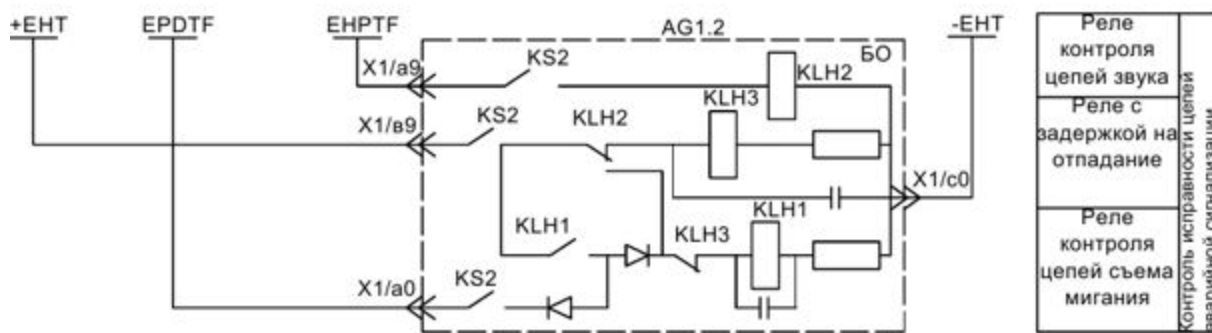 +EHT
EPDTF
EHPTF
AG1.2
-EHT
БО
X1/a9
KS2
KLH2
X1/в9
KS2
KLH2
KLH3
X1/c0
KLH1
KLH3
KLH1
X1/a0
KS2
Реле
контроля
цепей звука
Реле с
задержкой на
отпадание
Реле
контроля
цепей съема
мигания
Контроль исправности цепей
аварийной сигнализации